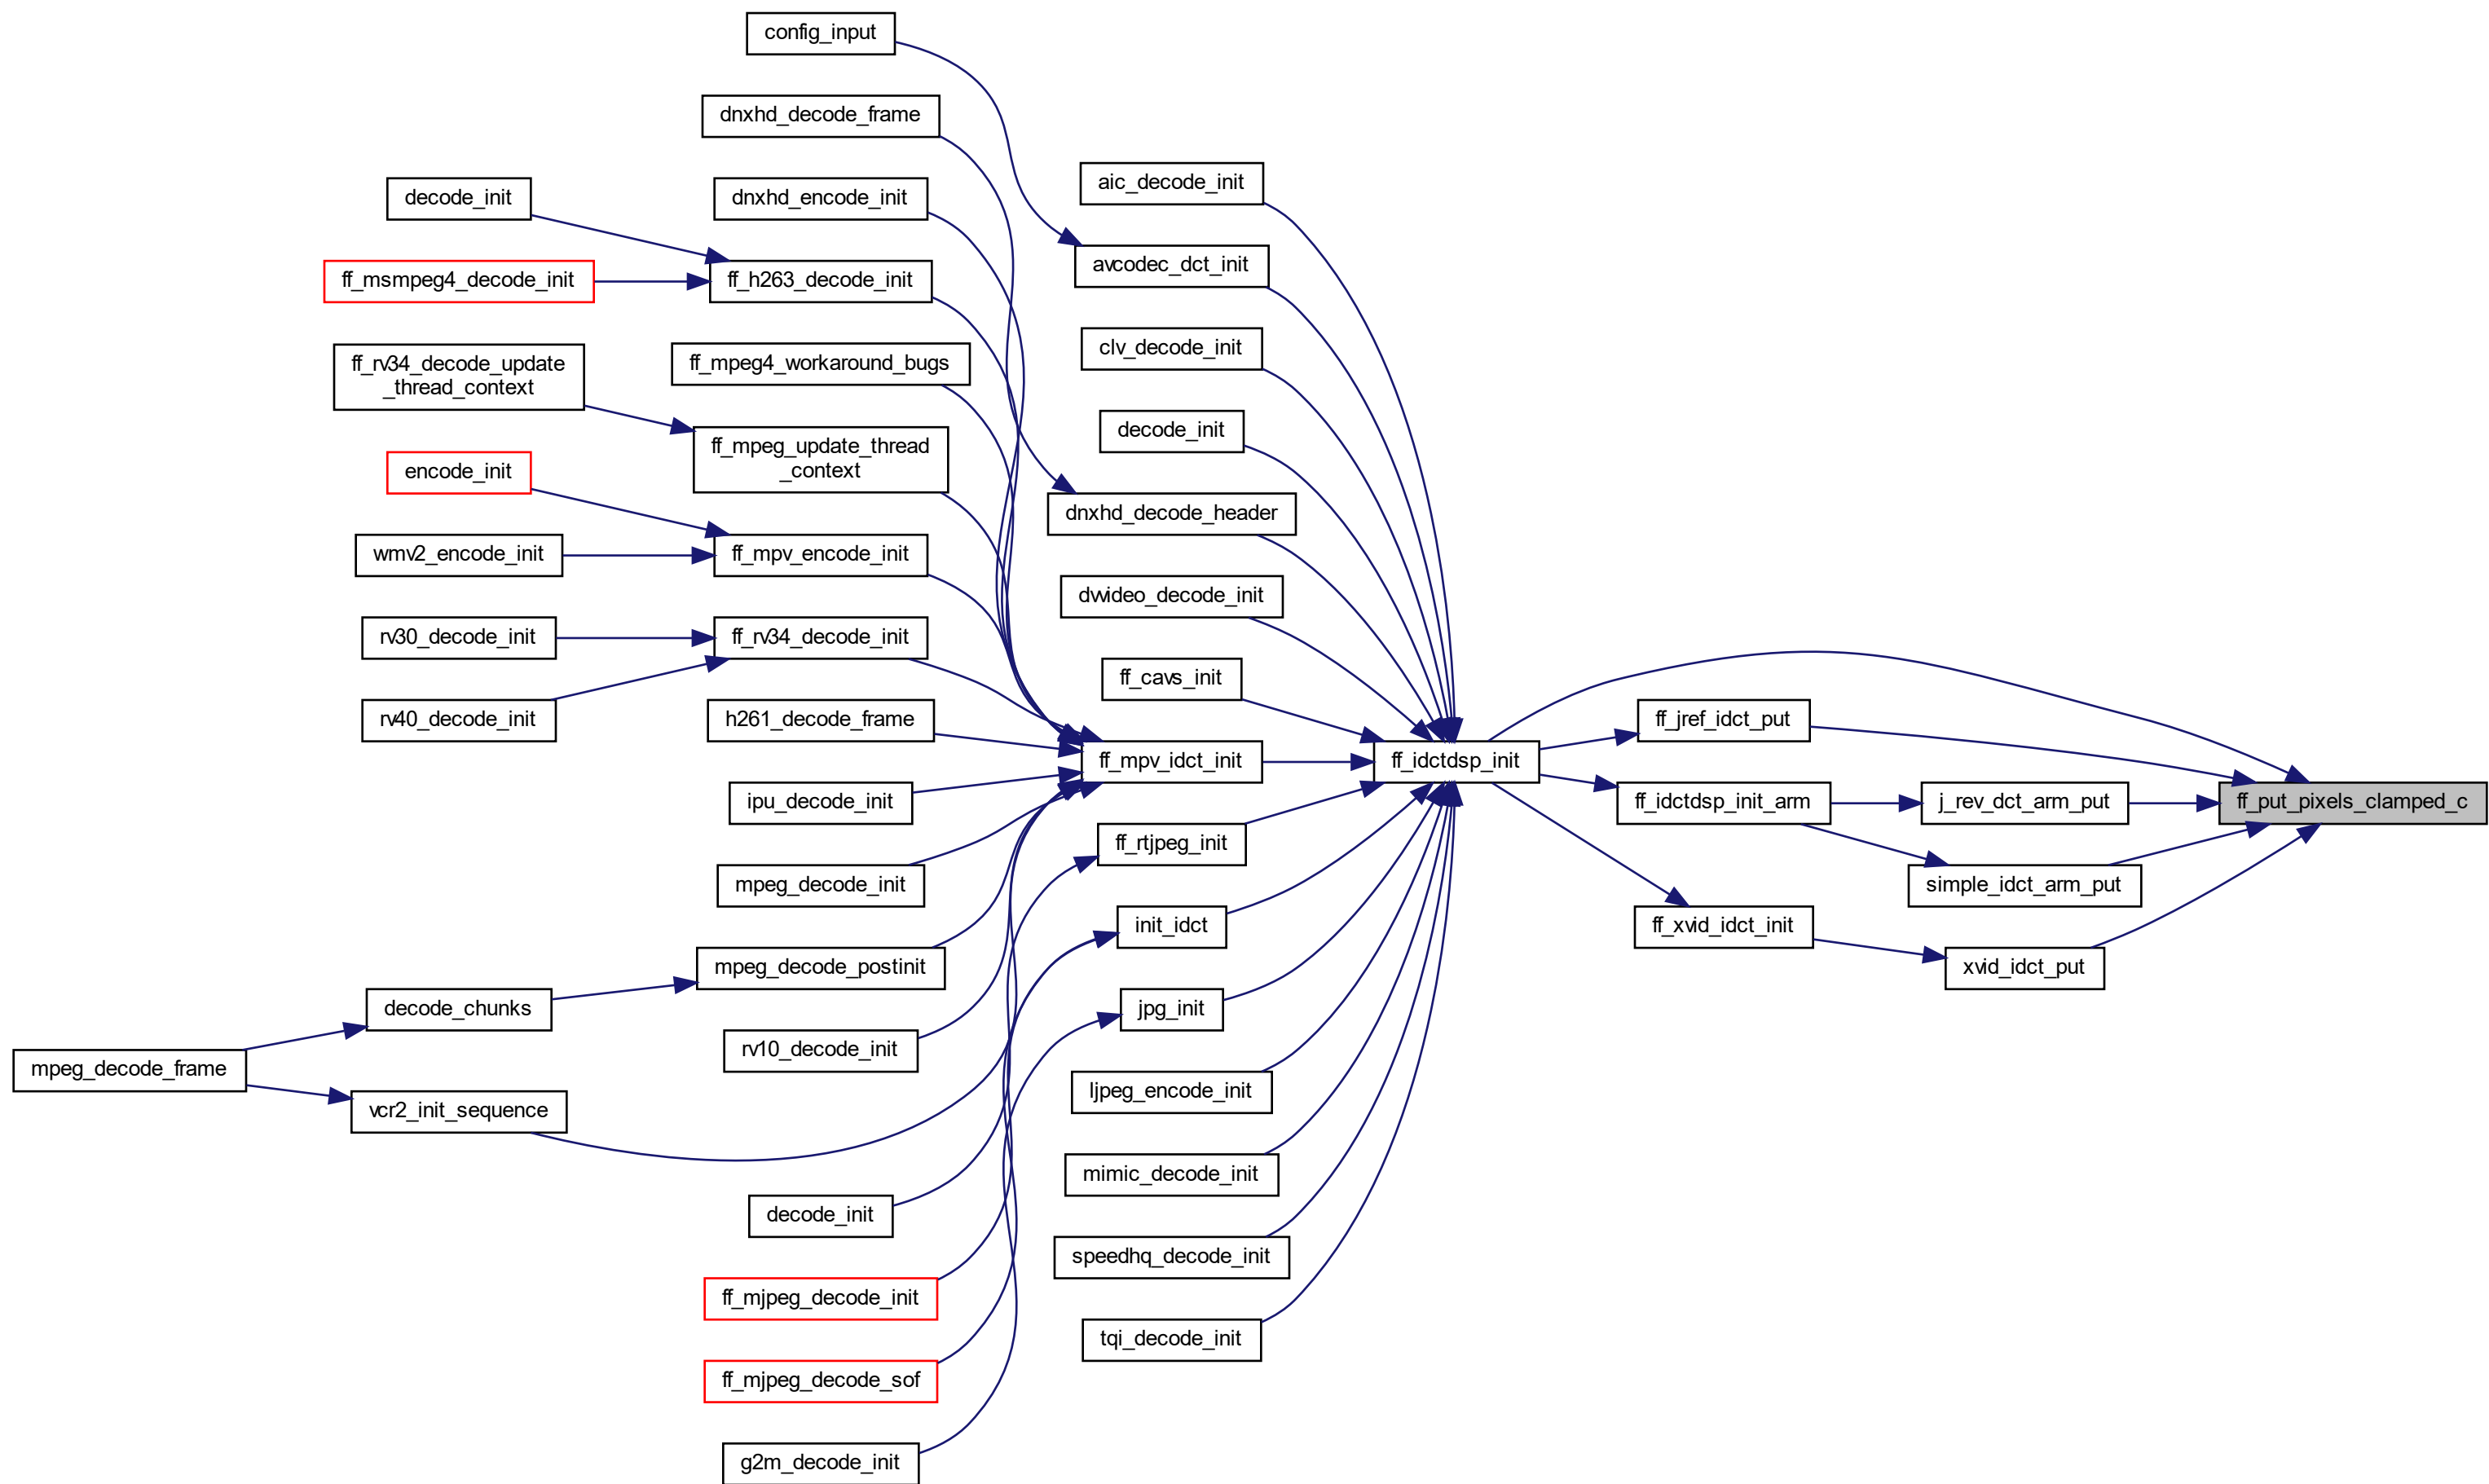 config_input
dnxhd_decode_frame
aic_decode_init
decode_init
dnxhd_encode_init
avcodec_dct_init
ff_msmpeg4_decode_init
ff_h263_decode_init
clv_decode_init
ff_rv34_decode_update
_thread_context
ff_mpeg4_workaround_bugs
decode_init
ff_mpeg_update_thread
_context
encode_init
dnxhd_decode_header
wmv2_encode_init
ff_mpv_encode_init
dwideo_decode_init
rv30_decode_init
ff_rv34_decode_init
ff_cavs_init
rv40_decode_init
h261_decode_frame
ff_jref_idct_put
ff_mpv_idct_init
ff_idctdsp_init
ipu_decode_init
ff_idctdsp_init_arm
j_rev_dct_arm_put
ff_put_pixels_clamped_c
ff_rtjpeg_init
mpeg_decode_init
simple_idct_arm_put
init_idct
ff_xvid_idct_init
mpeg_decode_postinit
xvid_idct_put
decode_chunks
jpg_init
rv10_decode_init
mpeg_decode_frame
vcr2_init_sequence
ljpeg_encode_init
mimic_decode_init
decode_init
speedhq_decode_init
ff_mjpeg_decode_init
tqi_decode_init
ff_mjpeg_decode_sof
g2m_decode_init